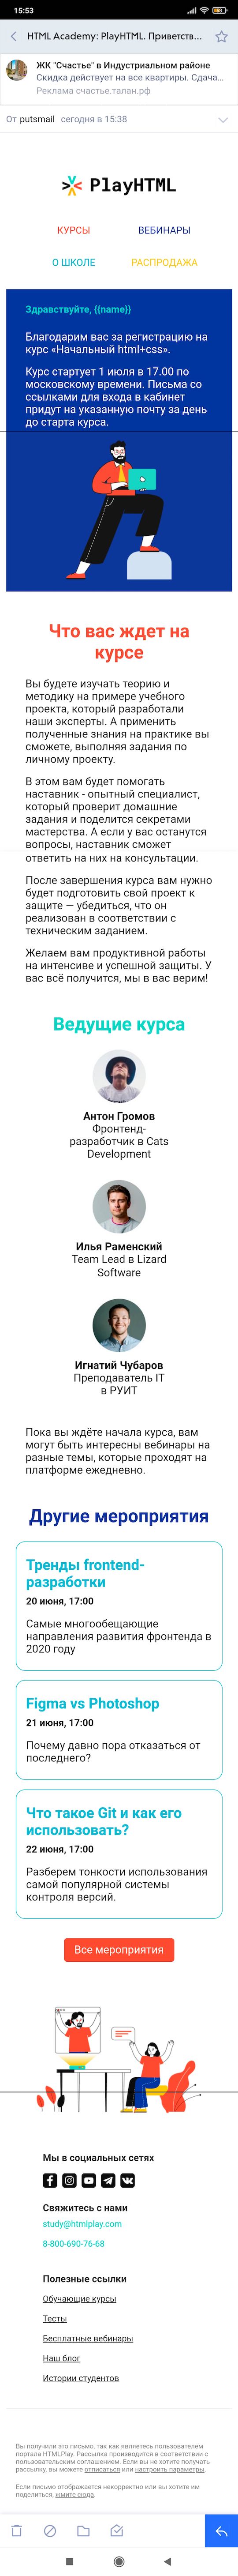 15:53
HTML Academy: PlayHTML. Приветств...
ЖК "Счастье" в Индустриальном районе
Скидка действует на все квартиры. Сдача...
Реклама счастье.талан.рф
От putsmail сегодня в 15:38
PlayHTML
КУРСЫ ВЕБИНАРЫ
О ШКОЛЕ РАСПРОДАЖА
Здравствуйте, {{name}}
Благодарим вас за регистрацию на
курс «Начальный html+css».
Курс стартует 1 июля в 17.00 по
московскому времени. Письма со
ссылками для входа в кабинет
придут на указанную почту за день
до старта курса.
Что вас ждет на
курсе
Вы будете изучать теорию и
методику на примере учебного
проекта, который разработали
наши эксперты. А применить
полученные знания на практике вы
сможете, выполняя задания по
личному проекту.
В этом вам будет помогать
наставник - опытный специалист,
который проверит домашние
задания и поделится секретами
мастерства. А если у вас останутся
вопросы, наставник сможет
ответить на них на консультации.
После завершения курса вам нужно
будет подготовить свой проект к
защите — убедиться, что он
реализован в соответствии с
техническим заданием.
Желаем вам продуктивной работы
на интенсиве и успешной защиты. У
вас всё получится, мы в вас верим!
Ведущие курса
Антон Громов
Фронтенд-
разработчик в Cats
Development
Илья Раменский
Team Lead в Lizard
Software
Игнатий Чубаров
Преподаватель IT
в РУИТ
Пока вы ждёте начала курса, вам
могут быть интересны вебинары на
разные темы, которые проходят на
платформе ежедневно.
Другие мероприятия
Тренды frontend-
разработки
20 июня, 17:00
Самые многообещающие
направления развития фронтенда в
2020 году
Figma vs Photoshop
21 июня, 17:00
Почему давно пора отказаться от
последнего?
Что такое Git и как его
использовать?
22 июня, 17:00
Разберем тонкости использования
самой популярной системы
контроля версий.
Все мероприятия
Мы в социальных сетях
Свяжитесь с нами
study@htmlplay.com
8-800-690-76-68
Полезные ссылки
Обучающие курсы
Тесты
Бесплатные вебинары
Наш блог
Истории студентов
Вы получили это письмо, так как являетесь пользователем
портала HTMLPlay. Рассылка производится в соответствии с
пользовательским соглашением. Если вы не хотите получать
рассылку, вы можете отписаться или настроить параметры.
Если письмо отображается некорректно или вы хотите им
поделиться, жмите сюда.